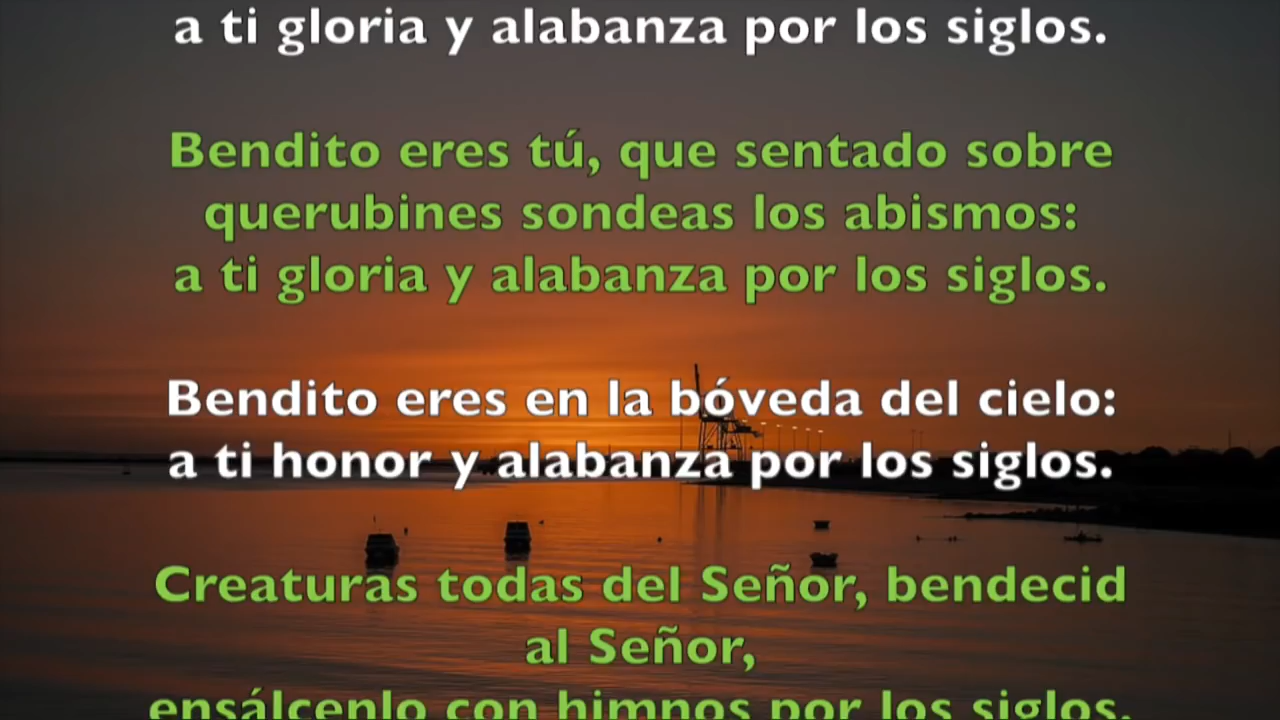 a ti gloria y alabanza por los siglos.
Bendito eres tú, que sentado sobre
querubines sondeas los abismos:
a ti gloria y alabanza por los siglos.
Bendito eres en la bóveda del cielo:
a ti honor y alabanza por los siglos.
Creaturas todas del Señor, bendecid
al Señor,
ensálcenlo con himnos por los siglos.